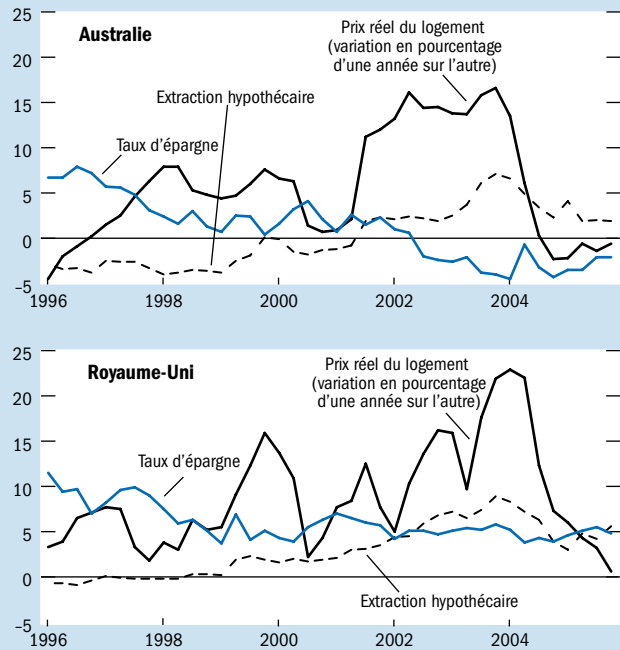 25
Australie
Prix réel du logement
(variation en pourcentage
d'une année sur l'autre)
20
Extraction hypothécaire
15
Taux d'épargne
10
5
0
–5
1996
1998
2000
2002
2004
25
Royaume-Uni
Prix réel du logement
(variation en pourcentage
d'une année sur l'autre)
20
15
Taux d'épargne
10
5
0
Extraction hypothécaire
–5
1996
1998
2000
2002
2004